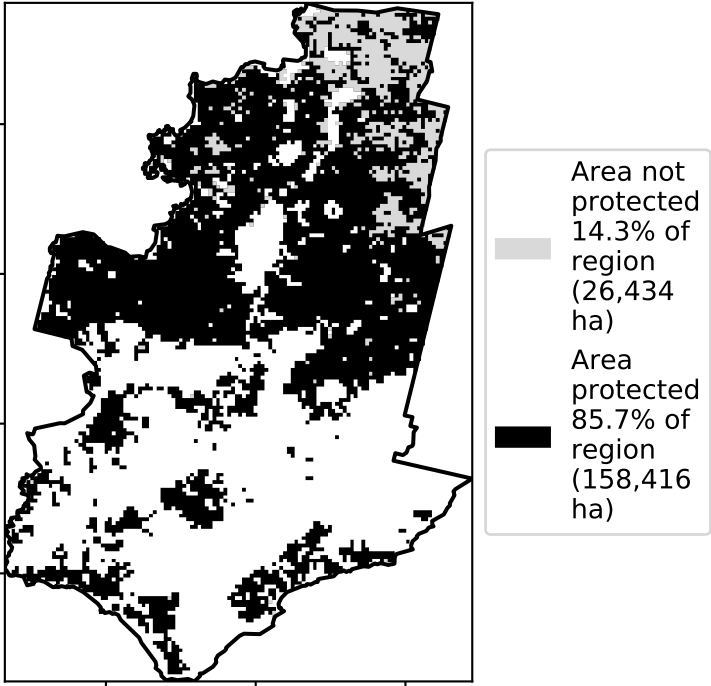 Area not
protected
14.3% of
region
(26,434
ha)
Area
protected
85.7% of
region
(158,416
ha)